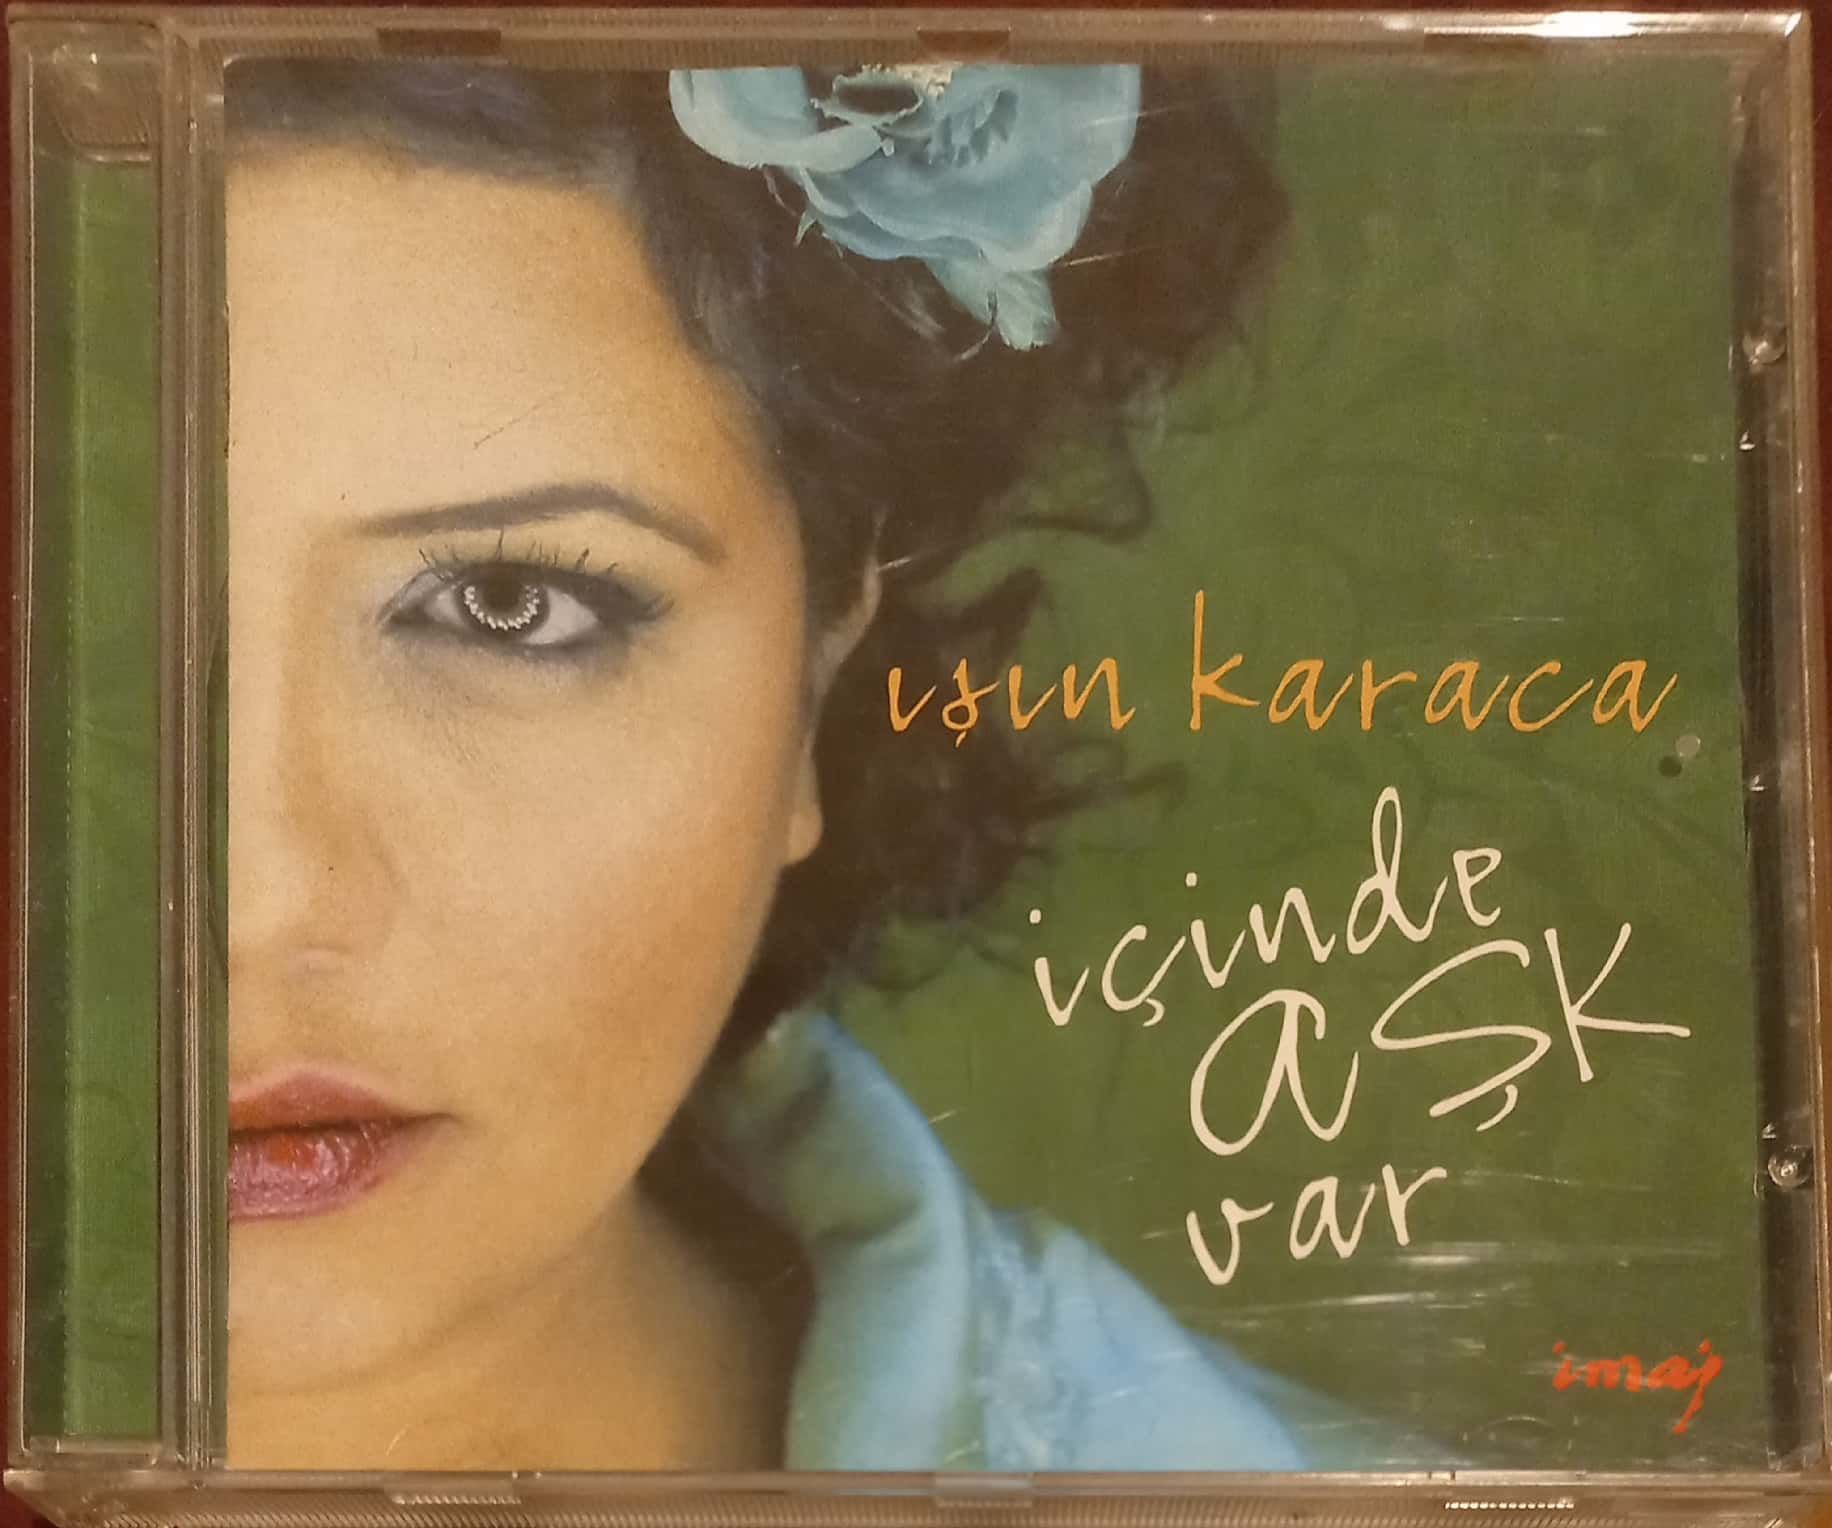 ışın karaca
içinde
aşk
var
imaj